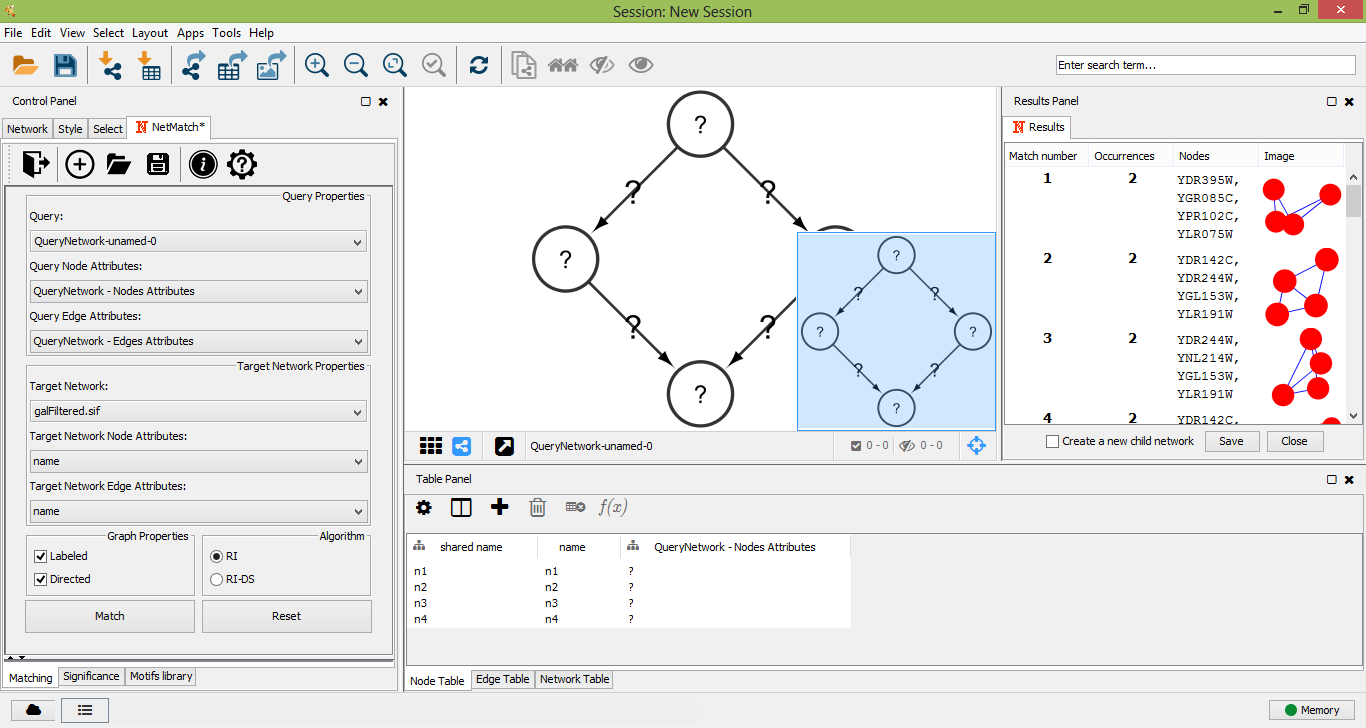 Session: New Session
File Edit View Select Layout Apps Tools Help
Enter search term...
Control Panel
Network Style Select NetMatch*
Query Properties
Query:
QueryNetwork-unamed-0
Query Node Attributes:
QueryNetwork - Nodes Attributes
Query Edge Attributes:
QueryNetwork - Edges Attributes
Target Network Properties
Target Network:
galFiltered.sif
Target Network Node Attributes:
name
Target Network Edge Attributes:
name
Graph Properties
Labeled
Directed
Algorithm
RI
RI-DS
Match Reset
Matching Significance Motifs library
?
? ?
?
? ?
?
?
? ?
? ?
? ?
?
QueryNetwork-unamed-0
0 - 0 0 - 0
Results Panel
Results
Match number Occurrences Nodes Image
1 2 YDR395W,
YGR085C,
YPR102C,
YLR075W
2 2 YDR142C,
YDR244W,
YGL153W,
YLR191W
3 2 YDR244W,
YNL214W,
YGL153W,
YLR191W
4 2 YDR142C,
Create a new child network Save Close
Table Panel
f(x)
shared name name QueryNetwork - Nodes Attributes
n1 n1 ?
n2 n2 ?
n3 n3 ?
n4 n4 ?
Node Table Edge Table Network Table
Memory